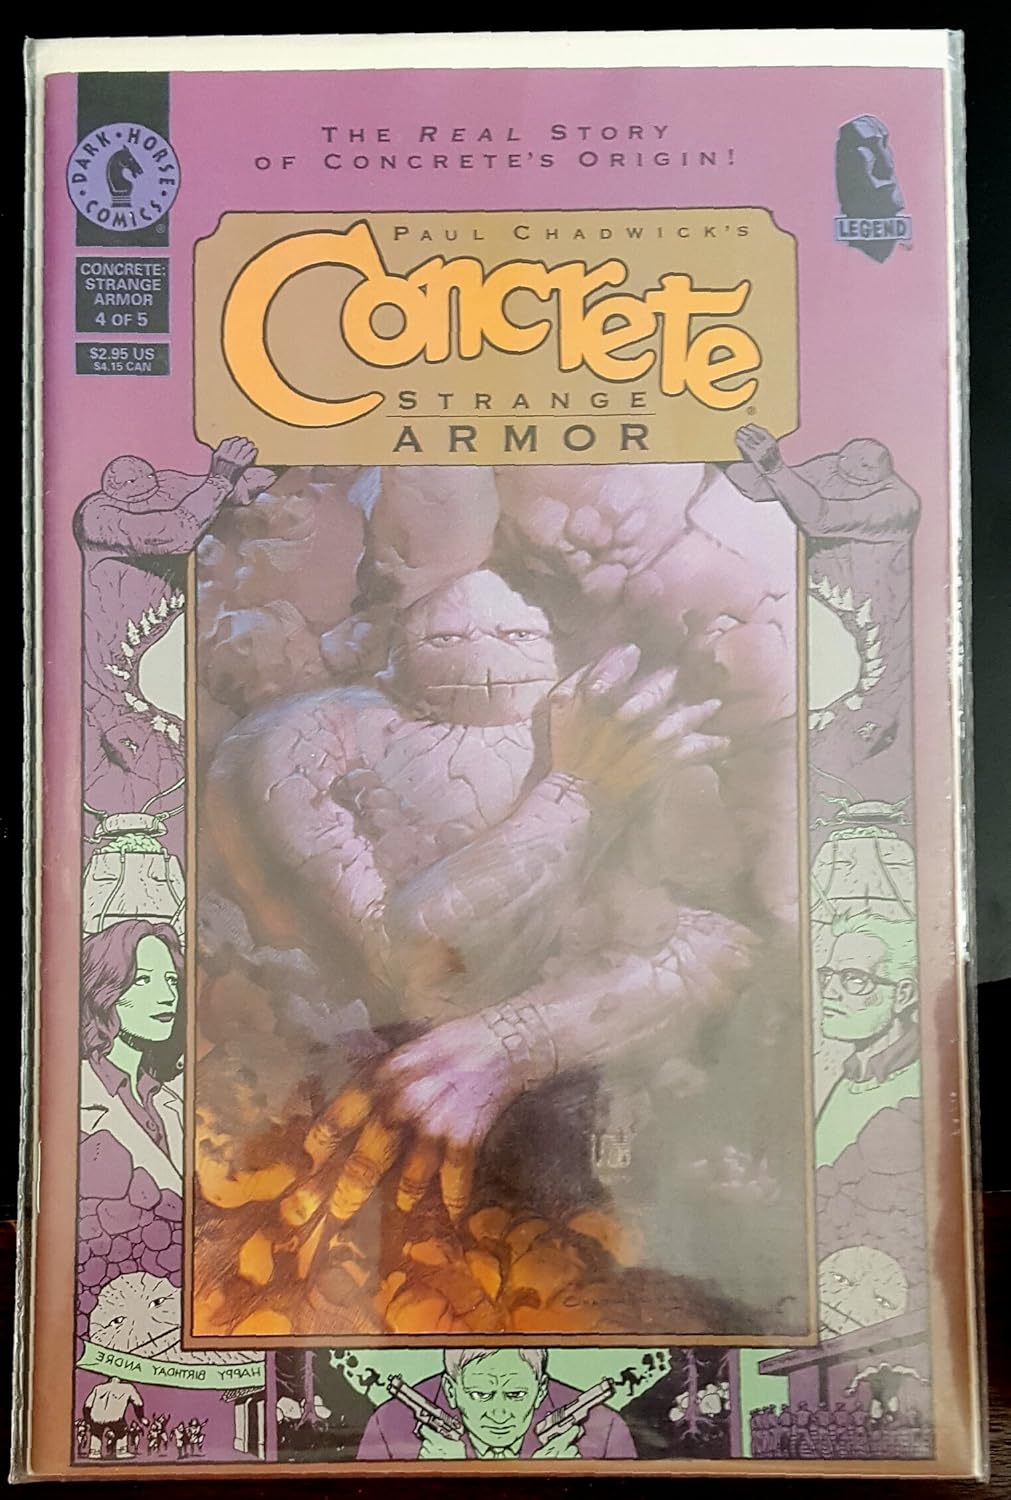 DARK · HORSE
COMICS
®
THE REAL STORY
OF CONCRETE'S ORIGIN!
LEGEND
™
CONCRETE:
STRANGE
ARMOR
4 OF 5
$2.95 US
$4.15 CAN
PAUL CHADWICK'S
CONCRETE
®
STRANGE
ARMOR
HAPPY BIRTHDAY ANDRE
??